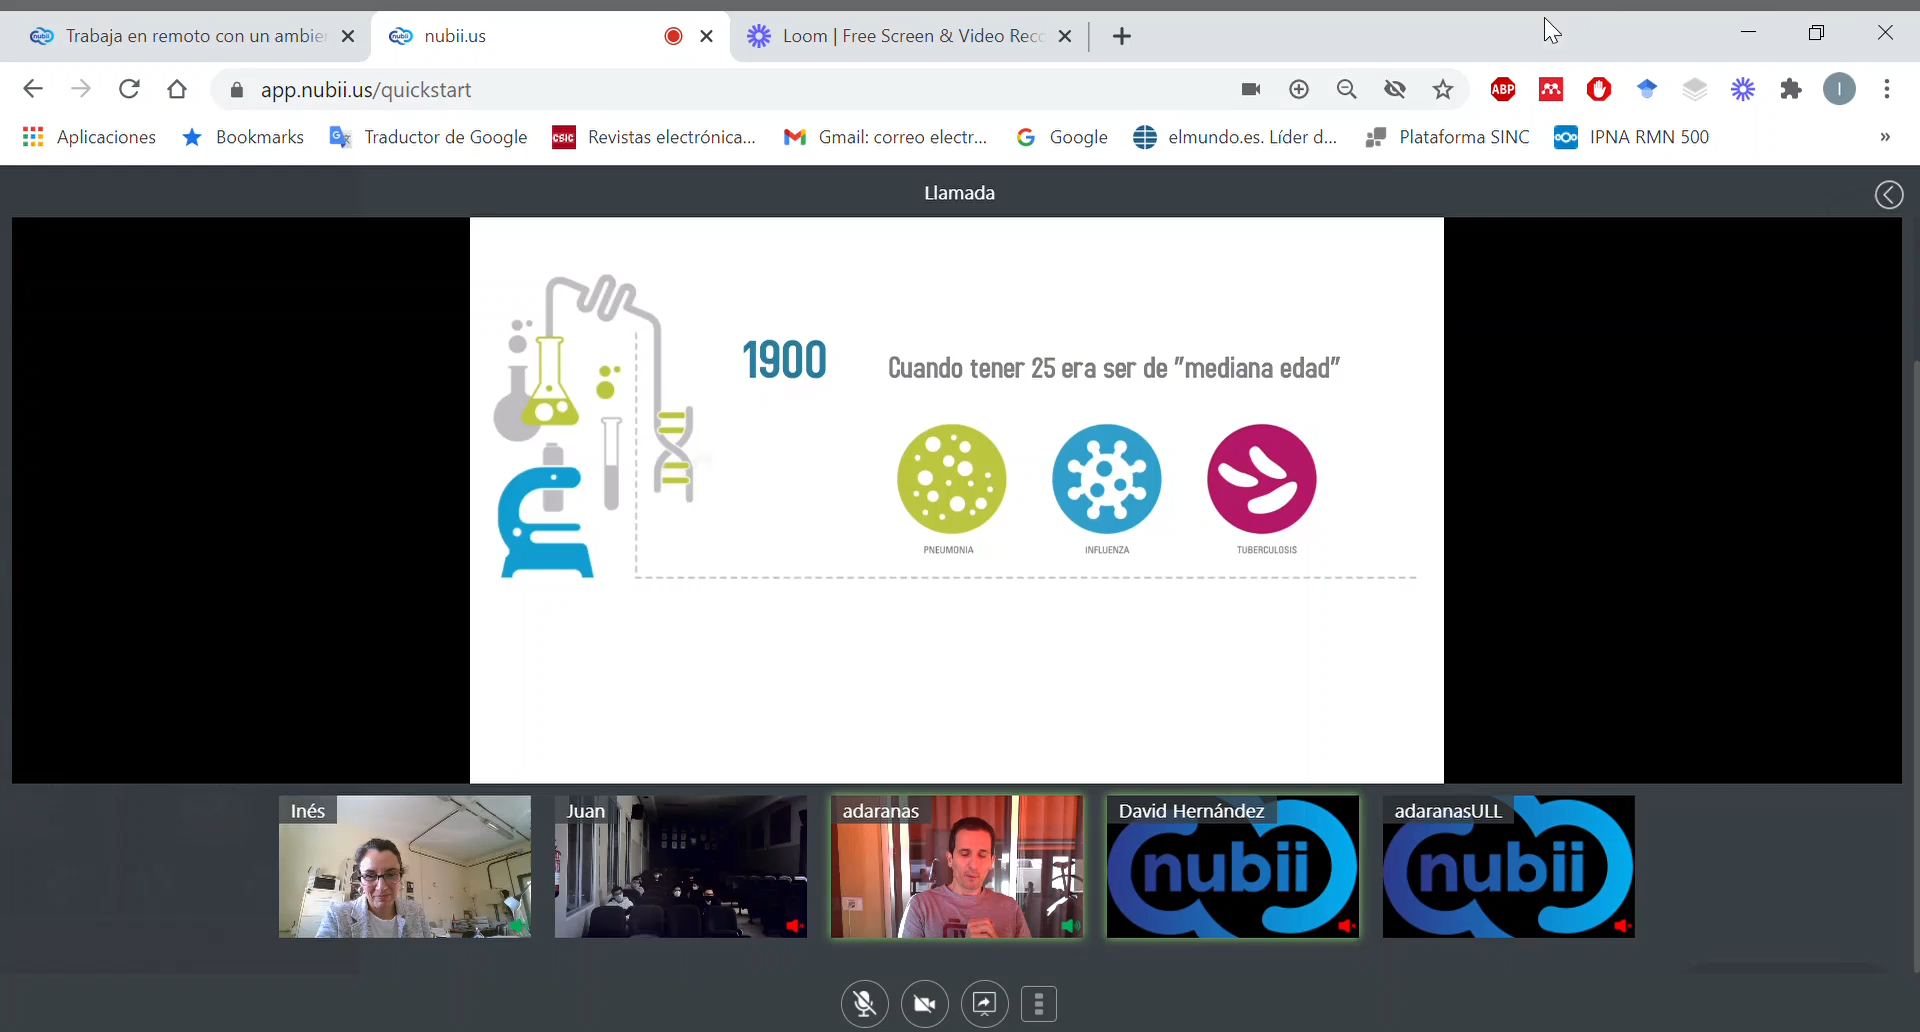 Trabaja en remoto con un ambie
nubii.us
Loom | Free Screen & Video Rec
app.nubii.us/quickstart
ABP
I
Aplicaciones
Bookmarks
Traductor de Google
CSIC
Revistas electrónica...
Gmail: correo electr...
Google
elmundo.es. Líder d...
Plataforma SINC
IPNA RMN 500
»
Llamada
1900
Cuando tener 25 era ser de "mediana edad"
PNEUMONIA
INFLUENZA
TUBERCULOSIS
Inés
Juan
adaranas
David Hernández
nubii
adaranasULL
nubii